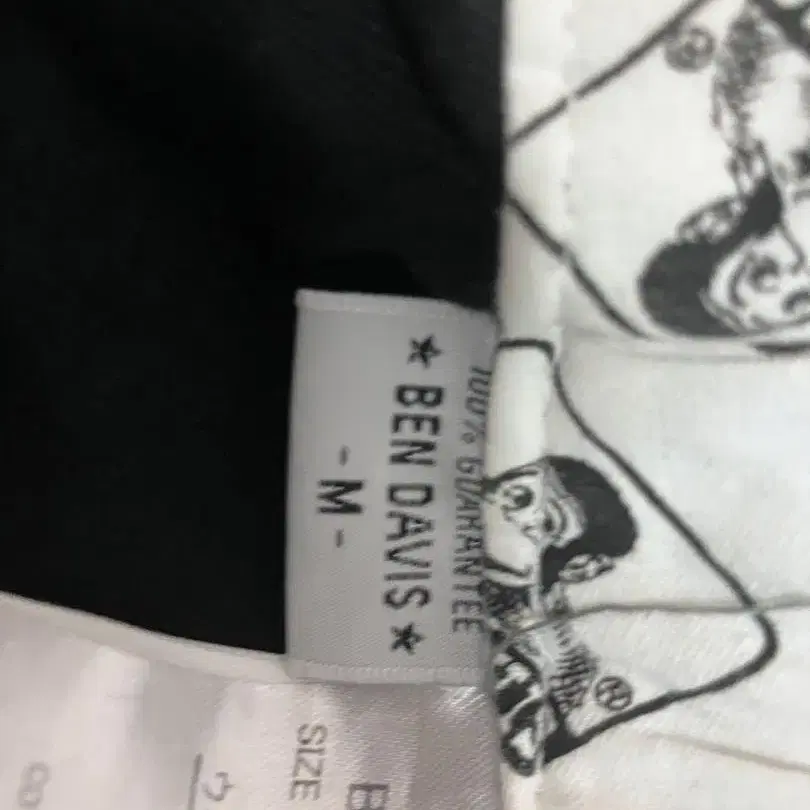 100% GUARANTEE
★ BEN DAVIS ★
- M -
SIZE